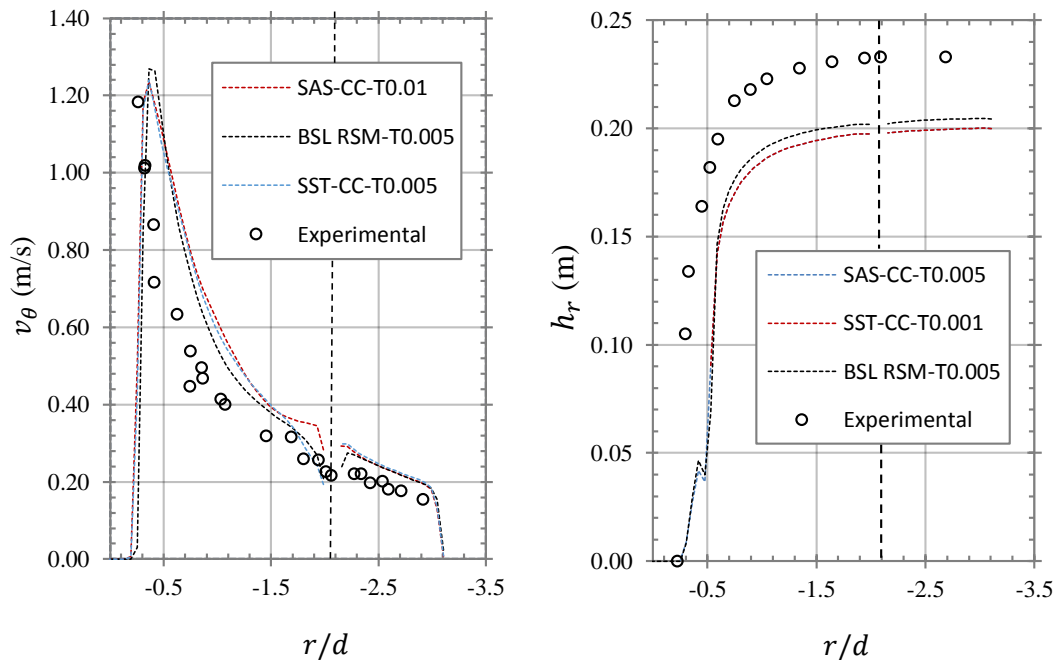 1.40
1.20
1.00
0.80
0.60
0.40
0.20
0.00
v_θ (m/s)
SAS-CC-T0.01
BSL RSM-T0.005
SST-CC-T0.005
Experimental
-0.5
-1.5
-2.5
-3.5
r/d
0.25
0.20
0.15
0.10
0.05
0.00
h_r (m)
SAS-CC-T0.005
SST-CC-T0.001
BSL RSM-T0.005
Experimental
-0.5
-1.5
-2.5
-3.5
r/d